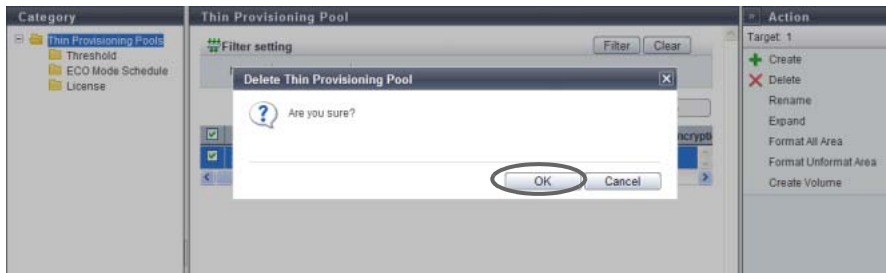 Category
Thin Provisioning Pools
Threshold
ECO Mode Schedule
License
Thin Provisioning Pool
Filter setting
Filter
Clear
Delete Thin Provisioning Pool
Are you sure?
OK
Cancel
Action
Target: 1
Create
Delete
Rename
Expand
Format All Area
Format Unformat Area
Create Volume